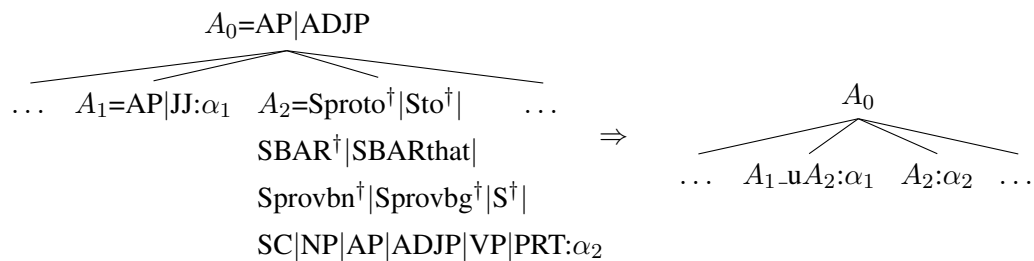 A₀=AP|ADJP
... A₁=AP|JJ:α₁ A₂=Sproto†|Sto†| ...
SBAR†|SBARthat|
Sprovbn†|Sprovbg†|S†|
SC|NP|AP|ADJP|VP|PRT:α₂
⇒
A₀
... A₁_uA₂:α₁ A₂:α₂ ...